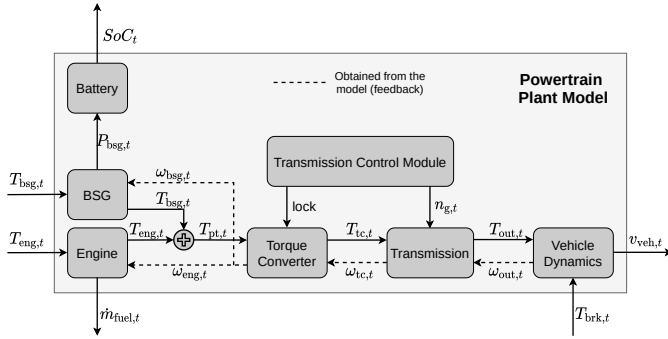 SoC_t
Battery
Obtained from the
model (feedback)
Powertrain
Plant Model
P_bsg,t
Transmission Control Module
T_bsg,t
BSG
ω_bsg,t
T_bsg,t
lock
n_g,t
T_eng,t
Engine
T_eng,t
T_pt,t
Torque
Converter
T_tc,t
Transmission
T_out,t
Vehicle
Dynamics
v_veh,t
ω_eng,t
ω_tc,t
ω_out,t
ṁ_fuel,t
T_brk,t